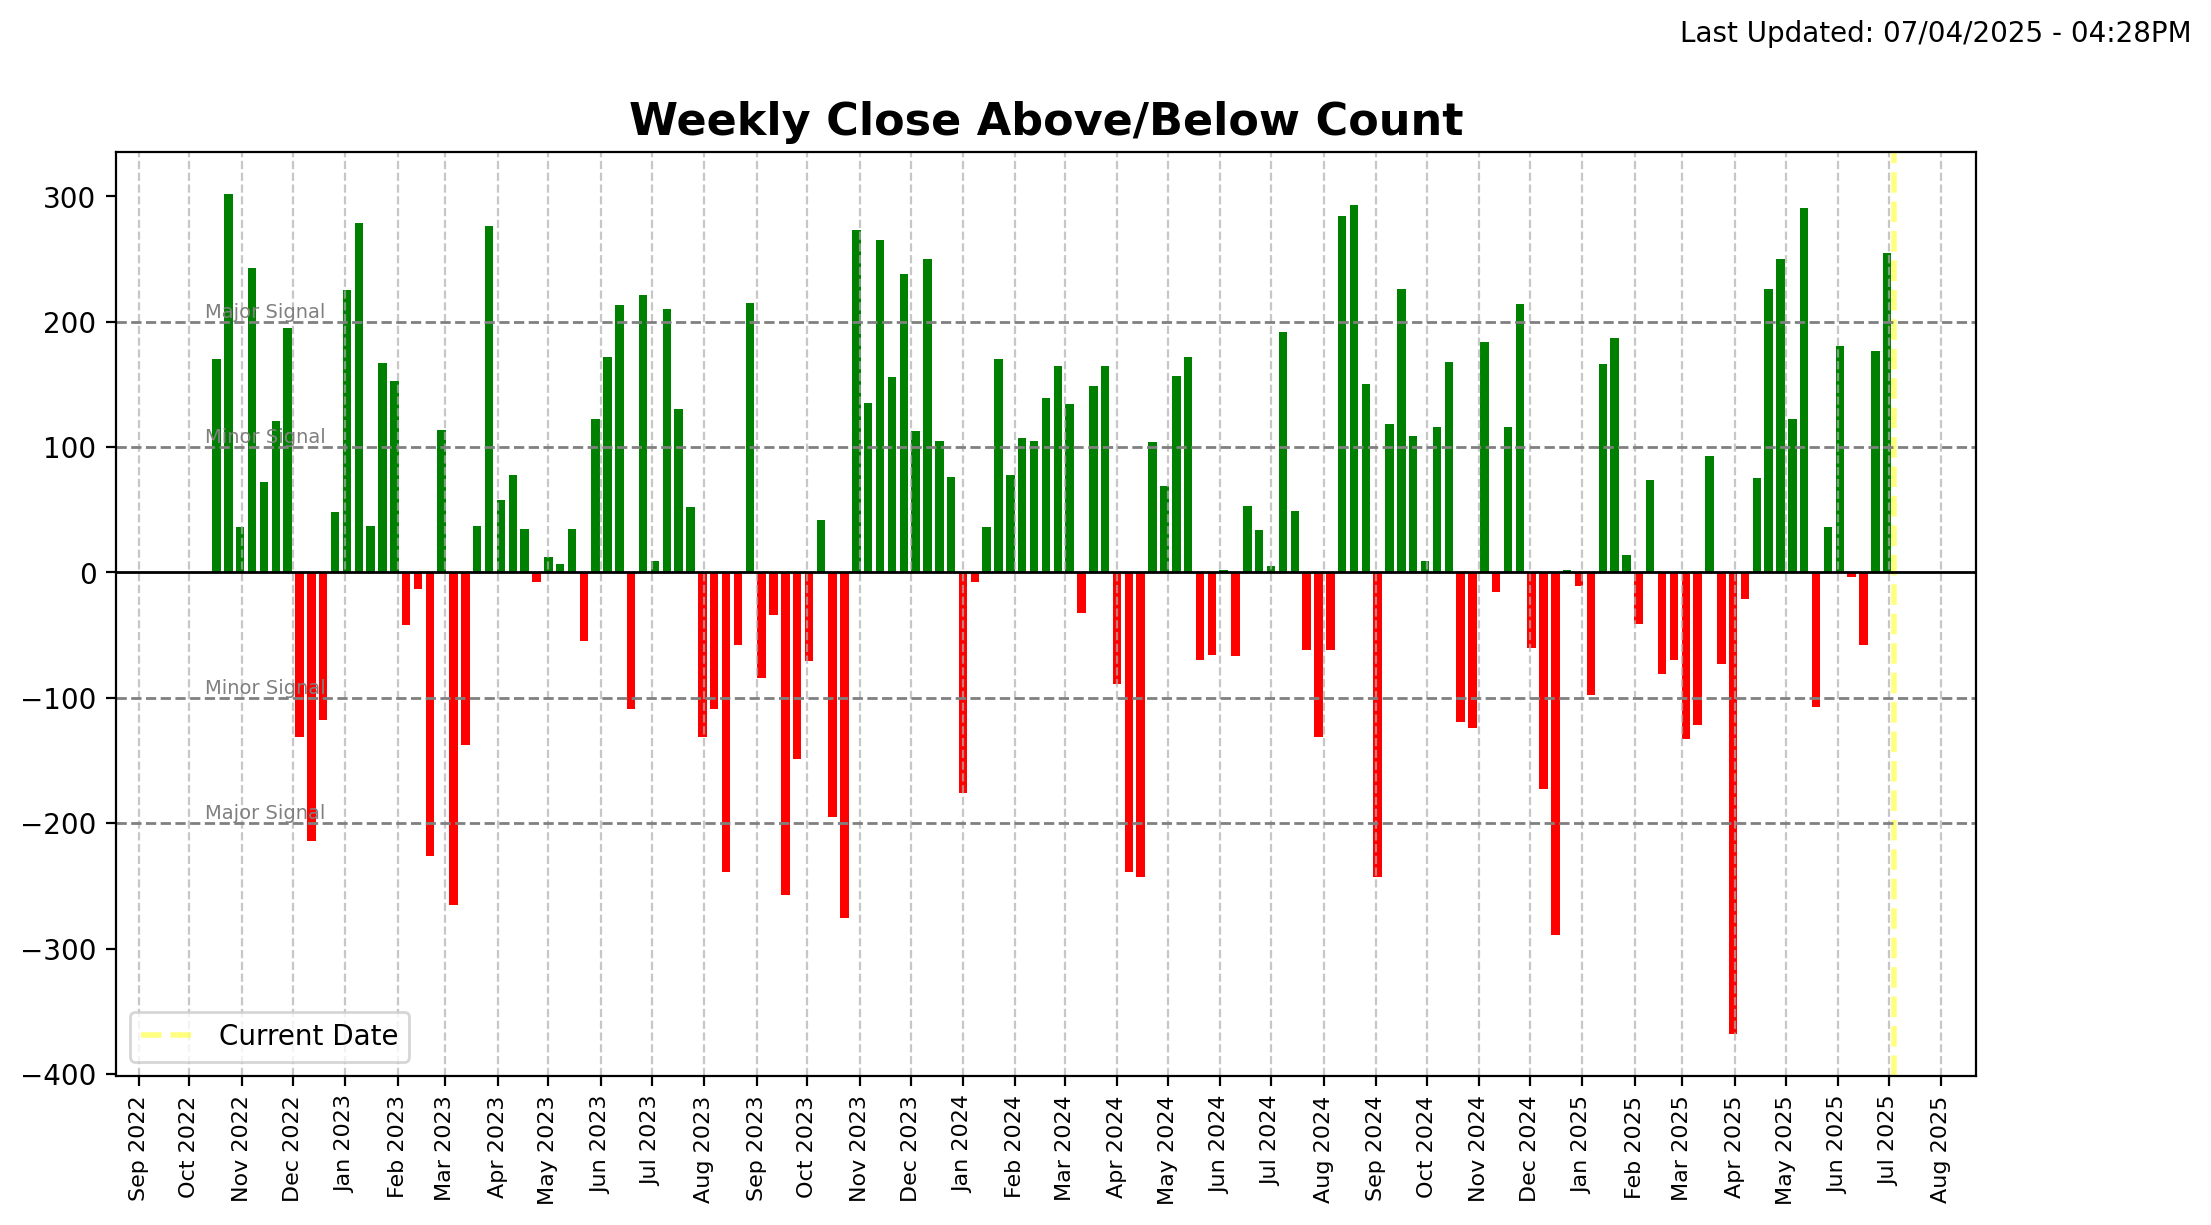 Last Updated: 07/04/2025 - 04:28PM
Weekly Close Above/Below Count
300
200
100
0
−100
−200
−300
−400
Major Signal
Minor Signal
Minor Signal
Major Signal
Current Date
Sep 2022
Oct 2022
Nov 2022
Dec 2022
Jan 2023
Feb 2023
Mar 2023
Apr 2023
May 2023
Jun 2023
Jul 2023
Aug 2023
Sep 2023
Oct 2023
Nov 2023
Dec 2023
Jan 2024
Feb 2024
Mar 2024
Apr 2024
May 2024
Jun 2024
Jul 2024
Aug 2024
Sep 2024
Oct 2024
Nov 2024
Dec 2024
Jan 2025
Feb 2025
Mar 2025
Apr 2025
May 2025
Jun 2025
Jul 2025
Aug 2025